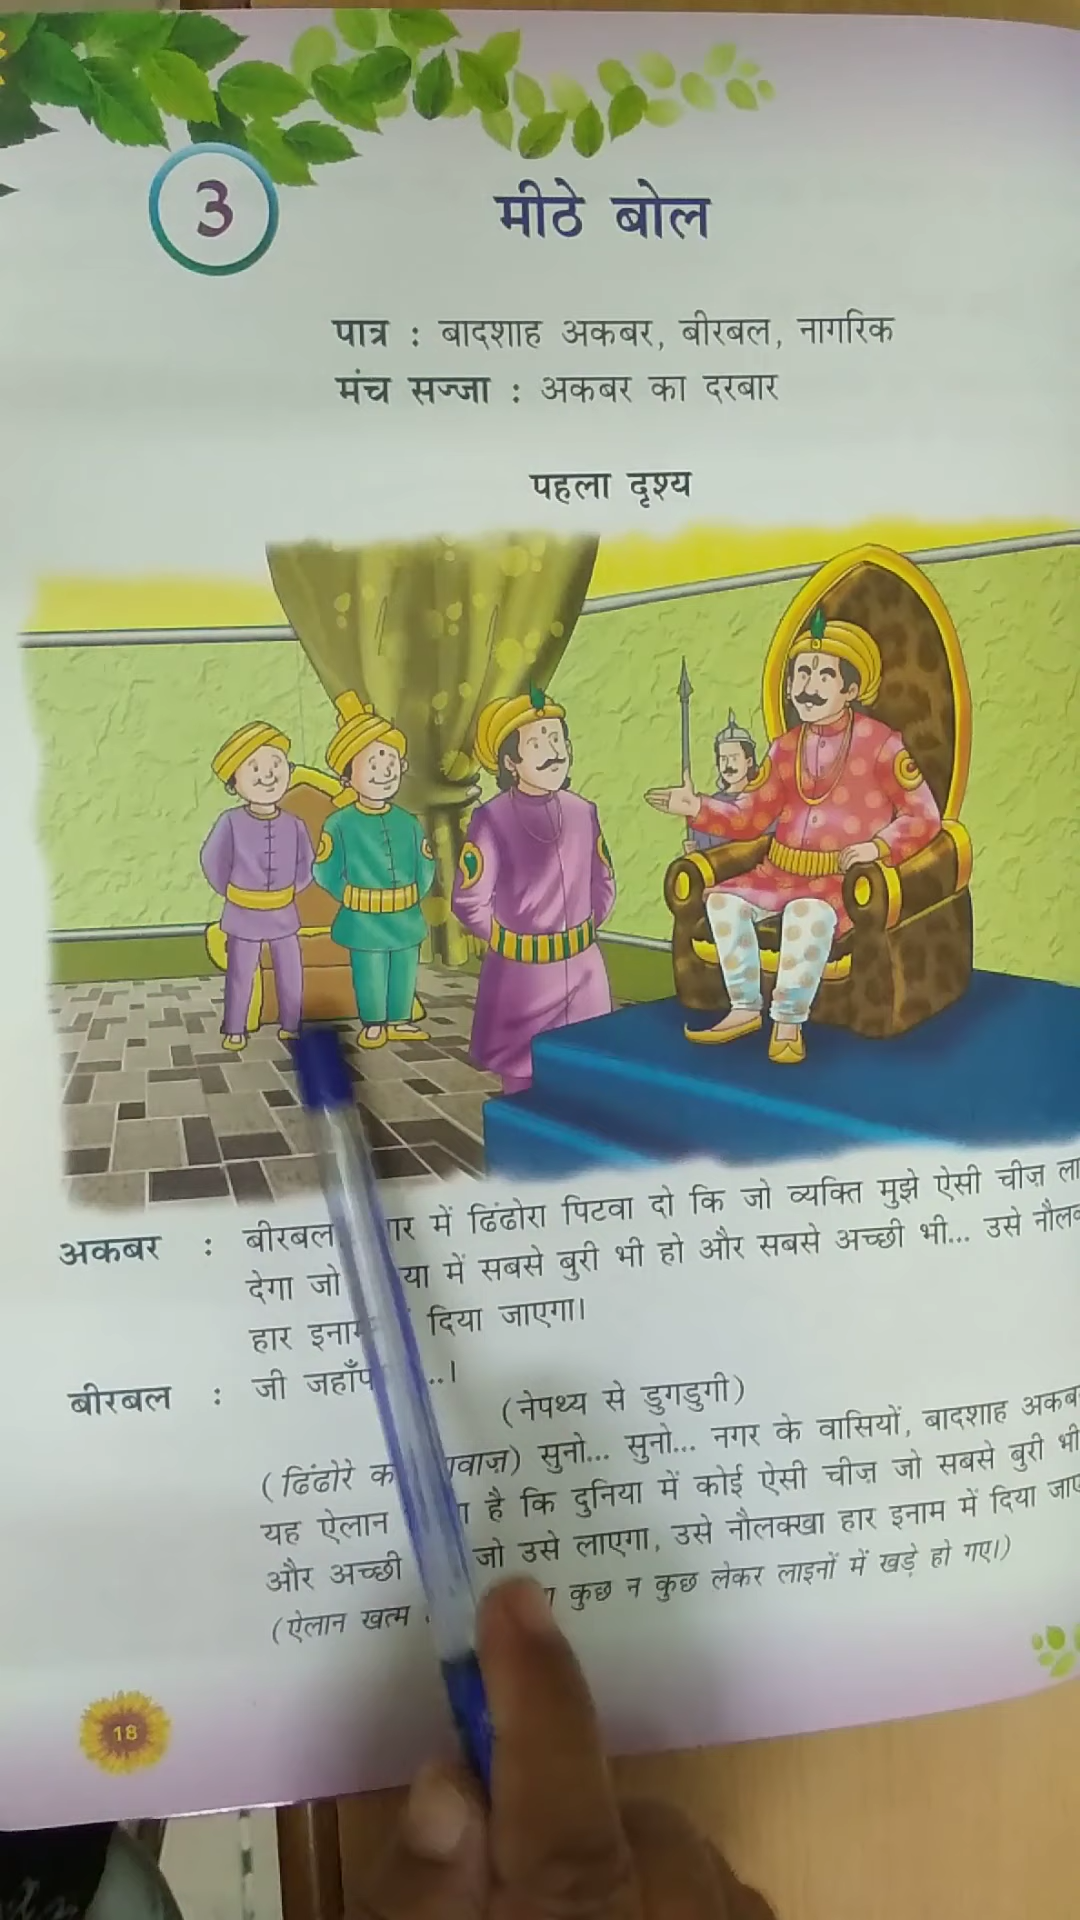 3
मीठे बोल
पात्र : बादशाह अकबर, बीरबल, नागरिक
मंच सज्जा : अकबर का दरबार
पहला दृश्य
अकबर : बीरबल में ढिंढोरा पिटवा दो कि जो व्यक्ति मुझे ऐसी चीज़ ला
देगा जो में सबसे बुरी भी हो और सबसे अच्छी भी... उसे
हार दिया जाएगा।
बीरबल : जी ..।
(नेपथ्य से डुगडुगी)
(ढिंढोरे सुनो... सुनो... नगर के वासियों, बादशाह
यह ऐलान है कि दुनिया में कोई ऐसी चीज़ जो सबसे बुरी भी
और अच्छी जो उसे लाएगा, उसे नौलक्खा हार इनाम में दिया
(ऐलान खत्म कुछ न कुछ लेकर लाइनों में खड़े हो गए।)
18